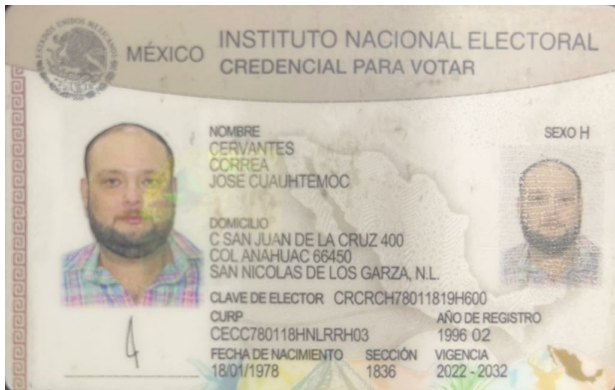 MÉXICO
INSTITUTO NACIONAL ELECTORAL
CREDENCIAL PARA VOTAR
NOMBRE
CERVANTES
CORREA
JOSE CUAUHTEMOC
SEXO H
DOMICILIO
C SAN JUAN DE LA CRUZ 400
COL ANAHUAC 66450
SAN NICOLAS DE LOS GARZA, N.L.
CLAVE DE ELECTOR CRCRCH78011819H600
CURP
CECC780118HNLRRH03
AÑO DE REGISTRO
1996 02
FECHA DE NACIMIENTO
18/01/1978
SECCIÓN
1836
VIGENCIA
2022 - 2032